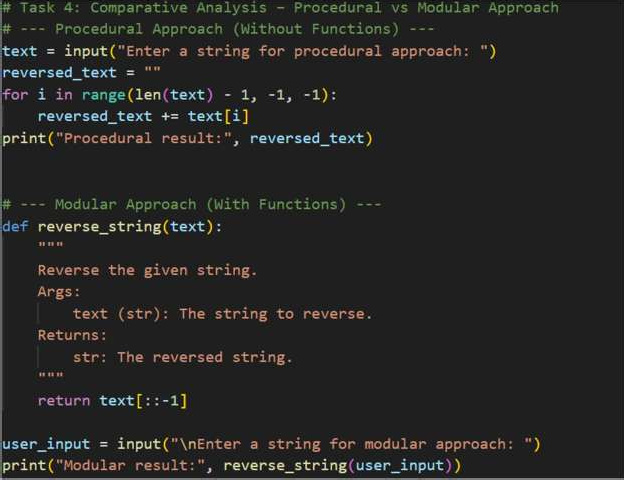 # Task 4: Comparative Analysis – Procedural vs Modular Approach
# --- Procedural Approach (Without Functions) ---
text = input("Enter a string for procedural approach: ")
reversed_text = ""
for i in range(len(text) - 1, -1, -1):
    reversed_text += text[i]
print("Procedural result:", reversed_text)
# --- Modular Approach (With Functions) ---
def reverse_string(text):
    """
    Reverse the given string.
    Args:
        text (str): The string to reverse.
    Returns:
        str: The reversed string.
    """
    return text[::-1]
user_input = input("\nEnter a string for modular approach: ")
print("Modular result:", reverse_string(user_input))